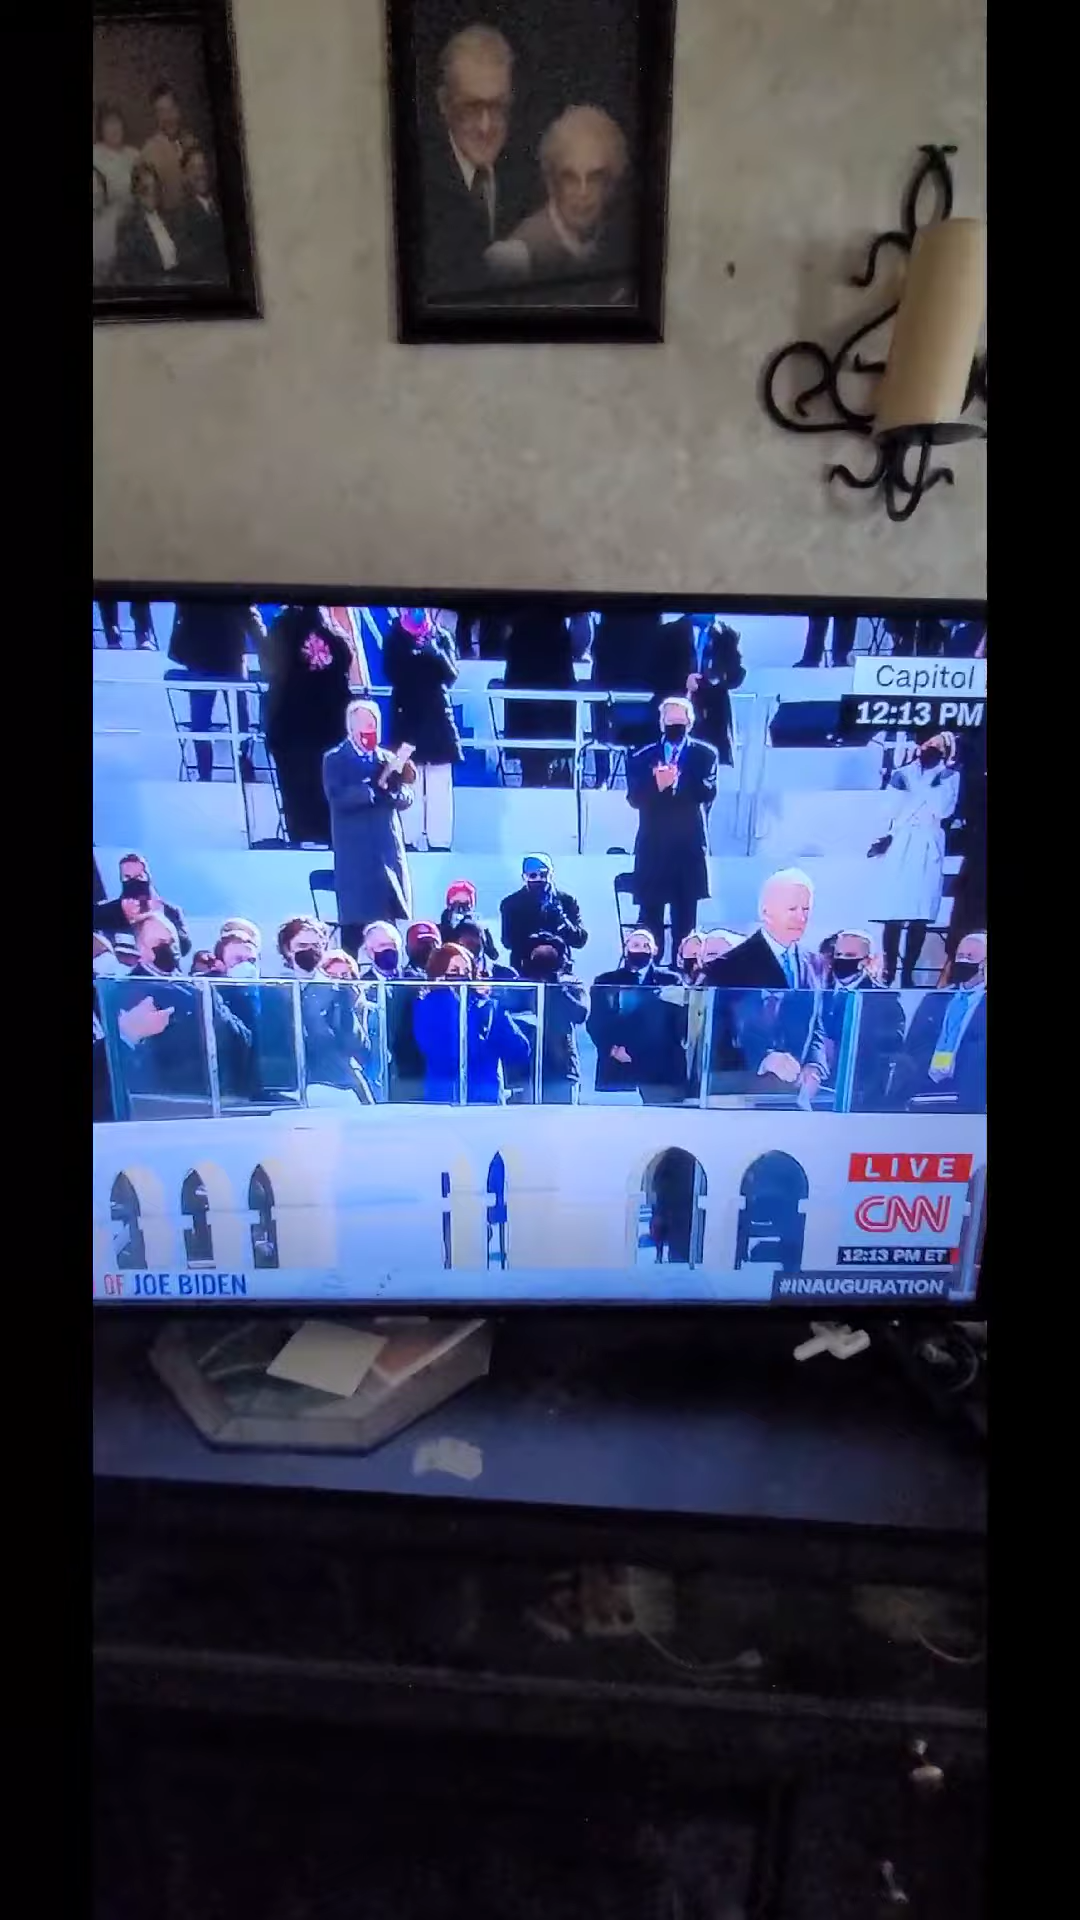 Capitol
12:13 PM
LIVE
CNN
12:13 PM ET
OF JOE BIDEN
#INAUGURATION